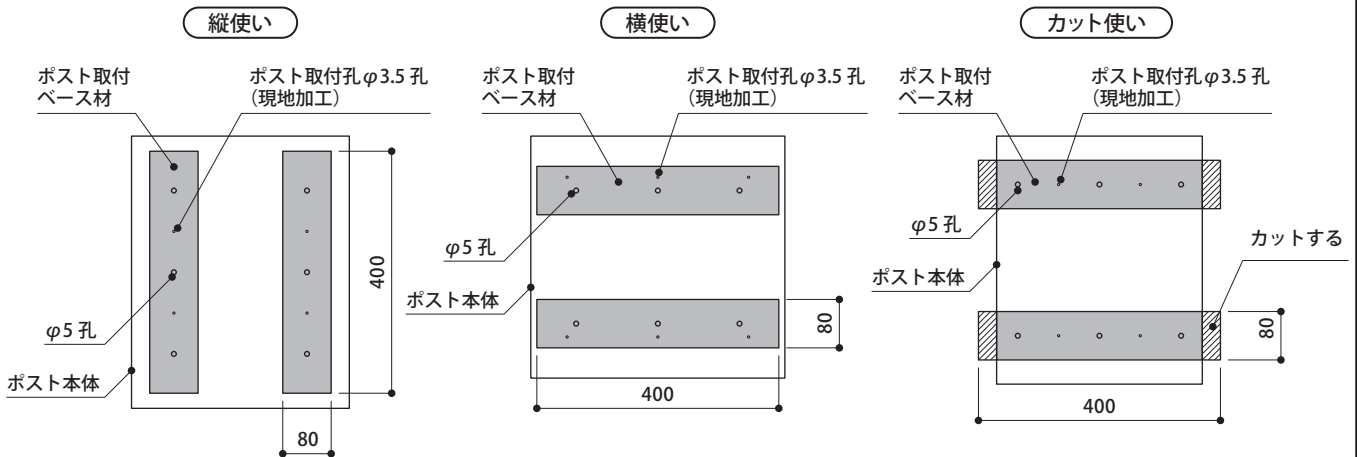 縦使い
ポスト取付
ベース材
ポスト取付孔φ3.5 孔
（現地加工）
φ5 孔
ポスト本体
400
80
横使い
ポスト取付
ベース材
ポスト取付孔φ3.5 孔
（現地加工）
φ5 孔
ポスト本体
80
400
カット使い
ポスト取付
ベース材
ポスト取付孔φ3.5 孔
（現地加工）
φ5 孔
カットする
ポスト本体
80
400